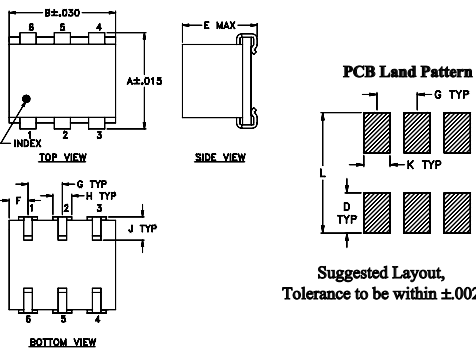 B±.030
6 5 4
A±.015
INDEX
1 2 3
TOP VIEW
E MAX
SIDE VIEW
PCB Land Pattern
G TYP
K TYP
L
D
TYP
Suggested Layout,
Tolerance to be within ±.002
F
1 2 3
G TYP
H TYP
J TYP
6 5 4
BOTTOM VIEW